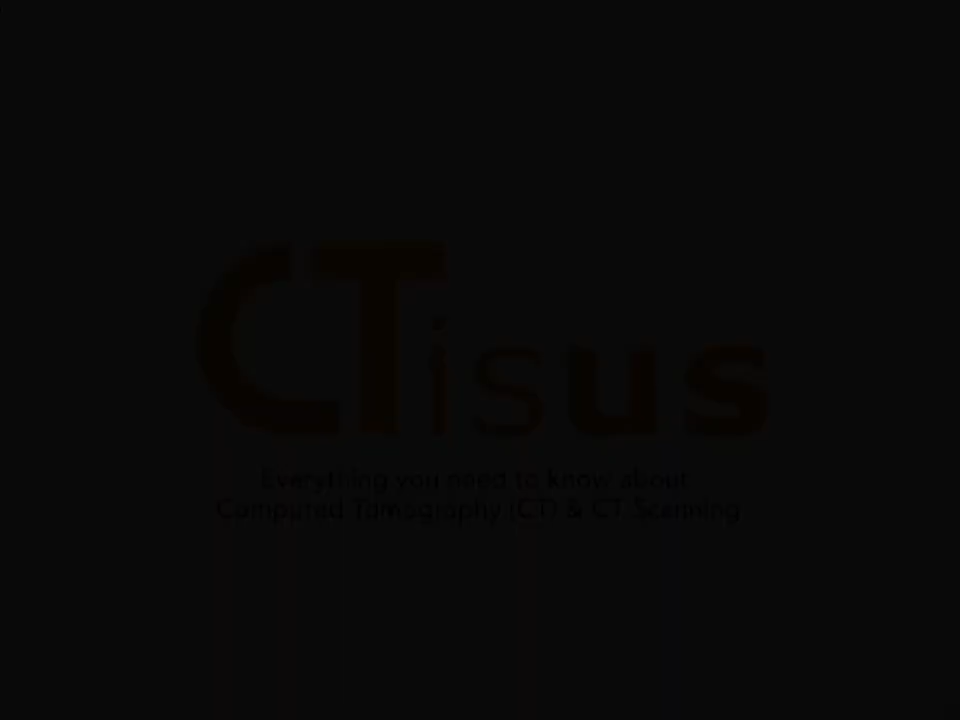 CTisus
Everything you need to know about
Computed Tomography (CT) & CT Scanning